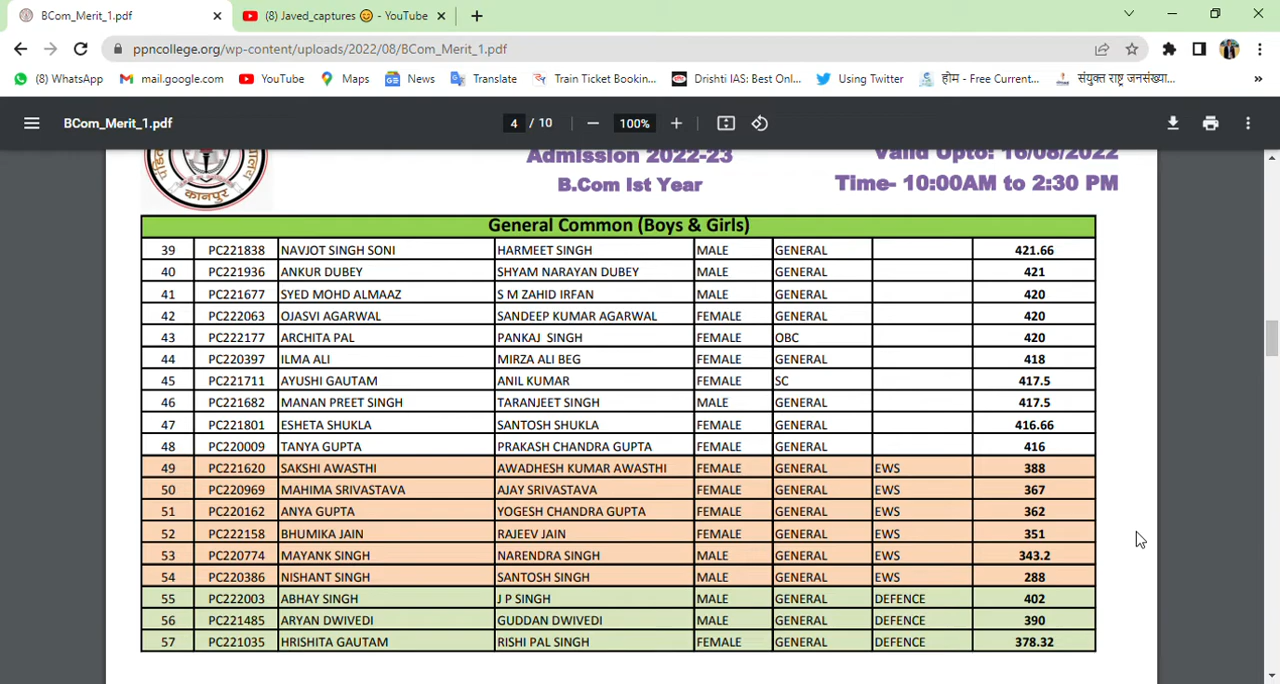 BCom_Merit_1.pdf
(8) Javed_captures 😊 - YouTube
ppncollege.org/wp-content/uploads/2022/08/BCom_Merit_1.pdf
(8) WhatsApp mail.google.com YouTube Maps News Translate Train Ticket Bookin... Drishti IAS: Best Onl... Using Twitter होम - Free Current... संयुक्त राष्ट्र जनसंख्या...
BCom_Merit_1.pdf 4 / 10 100%
Admission 2022-23 Valid Upto: 16/08/2022
कानपुर B.Com Ist Year Time- 10:00AM to 2:30 PM
General Common (Boys & Girls)
39 PC221838 NAVJOT SINGH SONI HARMEET SINGH MALE GENERAL 421.66
40 PC221936 ANKUR DUBEY SHYAM NARAYAN DUBEY MALE GENERAL 421
41 PC221677 SYED MOHD ALMAAZ S M ZAHID IRFAN MALE GENERAL 420
42 PC222063 OJASVI AGARWAL SANDEEP KUMAR AGARWAL FEMALE GENERAL 420
43 PC222177 ARCHITA PAL PANKAJ SINGH FEMALE OBC 420
44 PC220397 ILMA ALI MIRZA ALI BEG FEMALE GENERAL 418
45 PC221711 AYUSHI GAUTAM ANIL KUMAR FEMALE SC 417.5
46 PC221682 MANAN PREET SINGH TARANJEET SINGH MALE GENERAL 417.5
47 PC221801 ESHETA SHUKLA SANTOSH SHUKLA FEMALE GENERAL 416.66
48 PC220009 TANYA GUPTA PRAKASH CHANDRA GUPTA FEMALE GENERAL 416
49 PC221620 SAKSHI AWASTHI AWADHESH KUMAR AWASTHI FEMALE GENERAL EWS 388
50 PC220969 MAHIMA SRIVASTAVA AJAY SRIVASTAVA FEMALE GENERAL EWS 367
51 PC220162 ANYA GUPTA YOGESH CHANDRA GUPTA FEMALE GENERAL EWS 362
52 PC222158 BHUMIKA JAIN RAJEEV JAIN FEMALE GENERAL EWS 351
53 PC220774 MAYANK SINGH NARENDRA SINGH MALE GENERAL EWS 343.2
54 PC220386 NISHANT SINGH SANTOSH SINGH MALE GENERAL EWS 288
55 PC222003 ABHAY SINGH J P SINGH MALE GENERAL DEFENCE 402
56 PC221485 ARYAN DWIVEDI GUDDAN DWIVEDI MALE GENERAL DEFENCE 390
57 PC221035 HRISHITA GAUTAM RISHI PAL SINGH FEMALE GENERAL DEFENCE 378.32